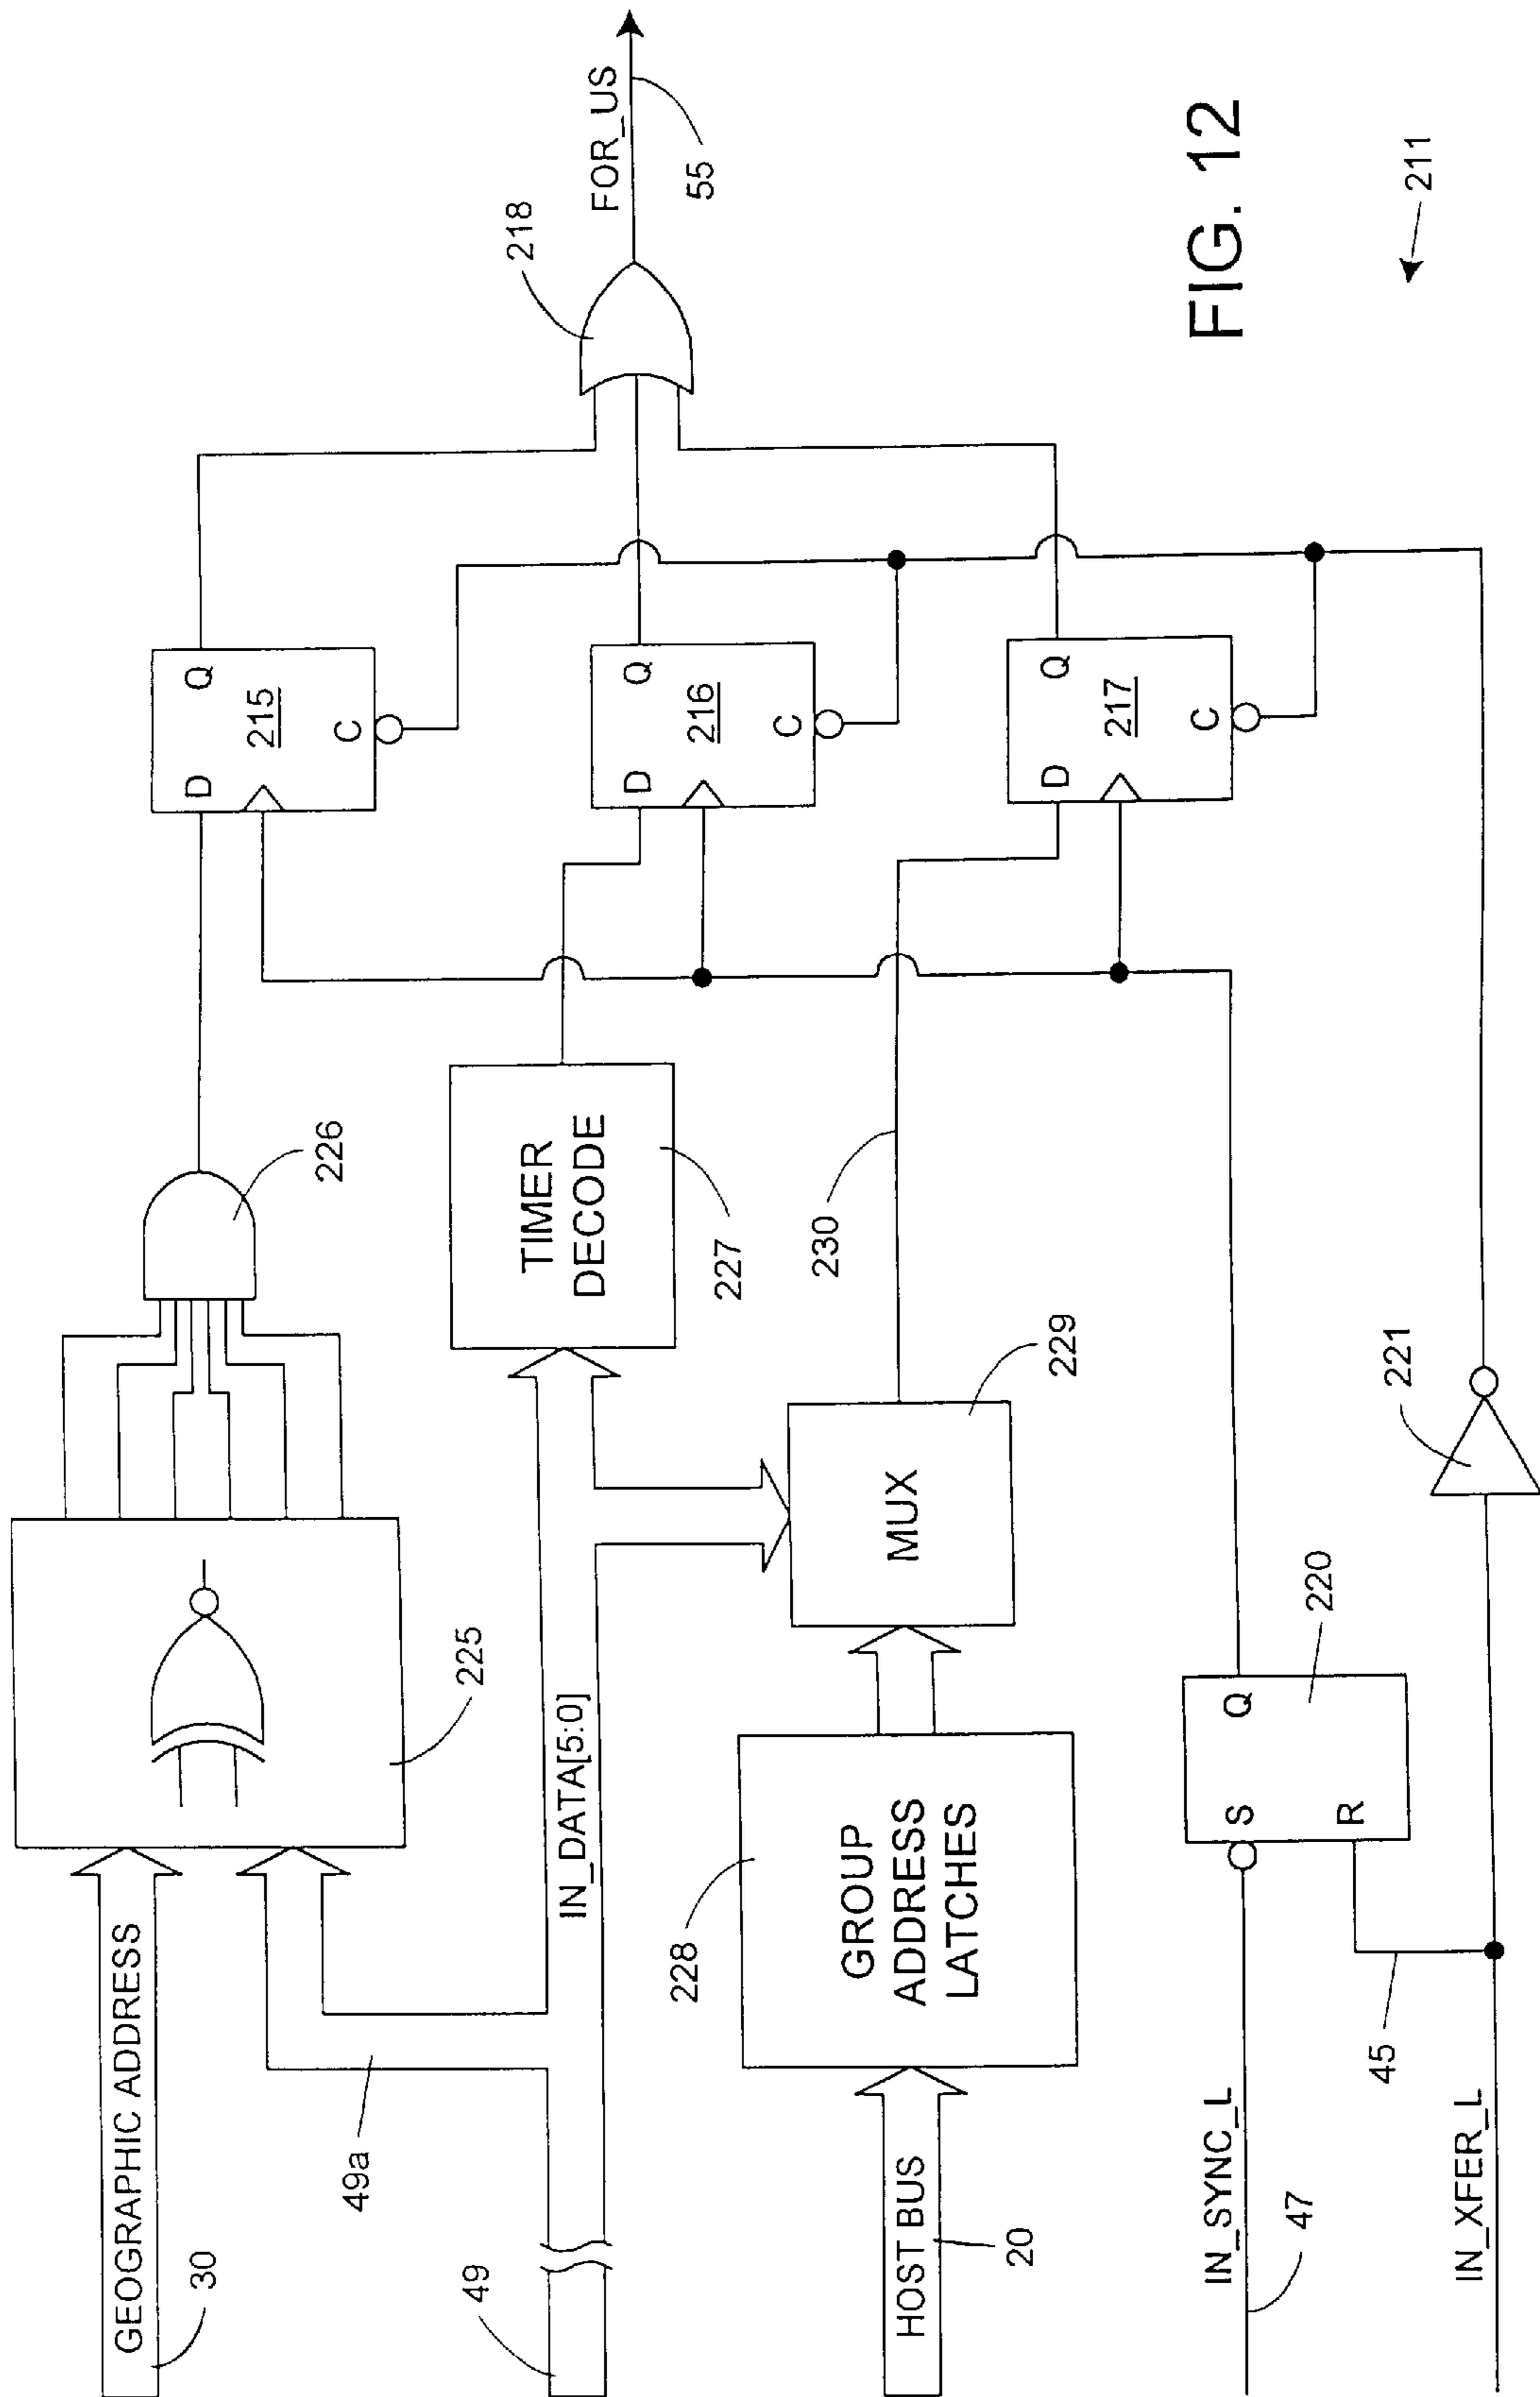 GEOGRAPHIC ADDRESS
30
49a
49
IN_DATA[5:0]
225
226
TIMER
DECODE
227
HOST BUS
20
228
GROUP
ADDRESS
LATCHES
MUX
229
230
IN_SYNC_L
47
IN_XFER_L
45
S
Q
R
220
221
D
Q
215
C
D
Q
216
C
D
Q
217
C
218
FOR_US
55
FIG. 12
211